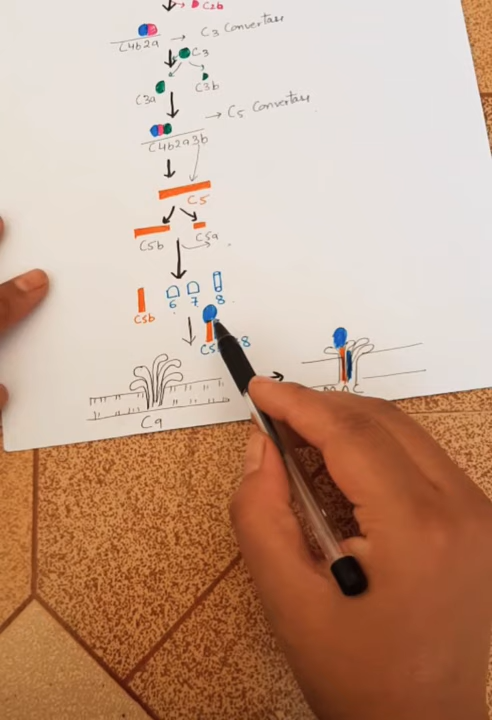 C2b
C4b2a → C3 Convertase
C3
C3a C3b
→ C5 Convertase
C4b2a3b
C5
C5b C5a
C5b 6 7 8
C9